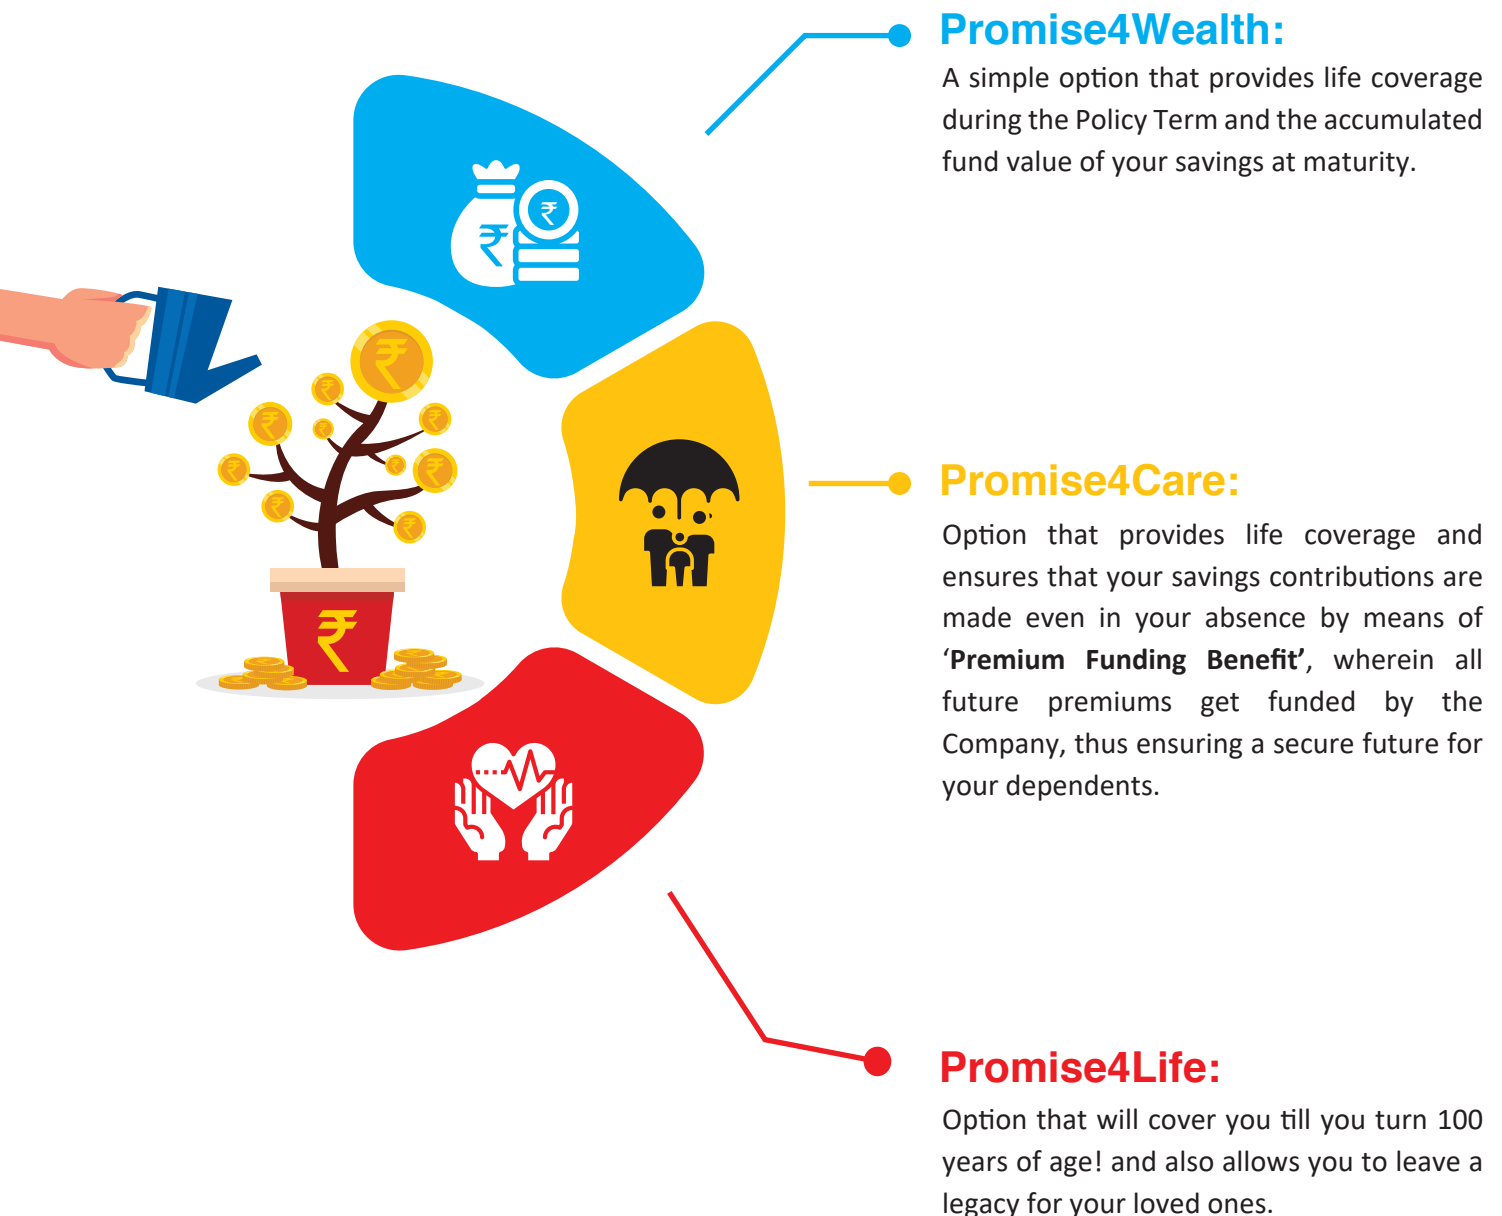 Promise4Wealth:
A simple option that provides life coverage
during the Policy Term and the accumulated
fund value of your savings at maturity.
₹
₹
₹
₹
₹
₹
₹
₹
₹
₹
₹
₹
₹
Promise4Care:
Option that provides life coverage and
ensures that your savings contributions are
made even in your absence by means of
‘Premium Funding Benefit’, wherein all
future premiums get funded by the
Company, thus ensuring a secure future for
your dependents.
₹
Promise4Life:
Option that will cover you till you turn 100
years of age! and also allows you to leave a
legacy for your loved ones.